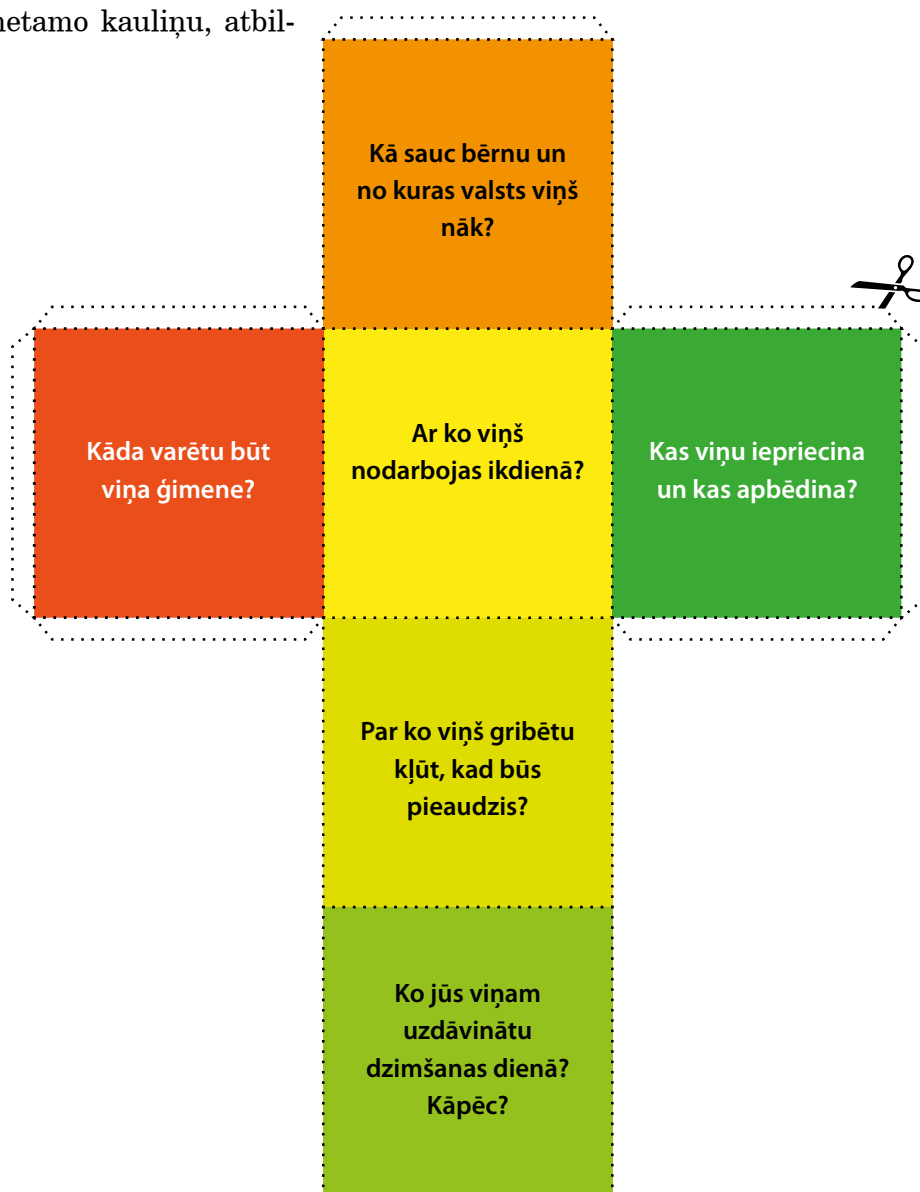 metamo kauliņu, atbil-
Kā sauc bērnu un
no kuras valsts viņš
nāk?
Kāda varētu būt
viņa ģimene?
Ar ko viņš
nodarbojas ikdienā?
Kas viņu iepriecina
un kas apbēdina?
Par ko viņš gribētu
kļūt, kad būs
pieaudzis?
Ko jūs viņam
uzdāvinātu
dzimšanas dienā?
Kāpēc?